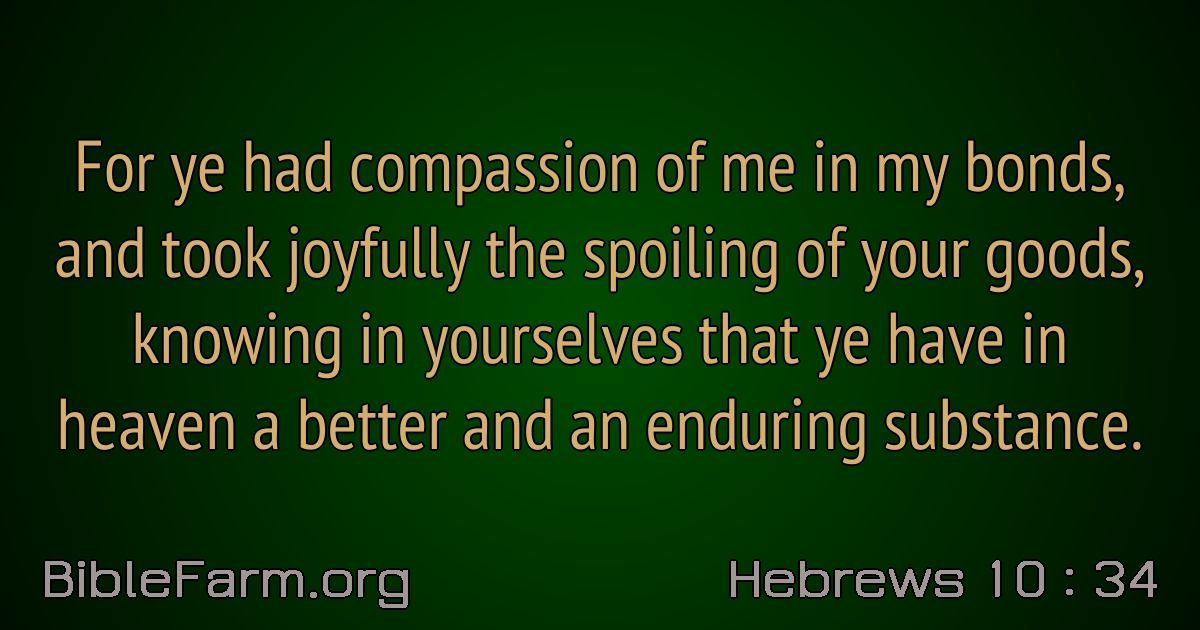 For ye had compassion of me in my bonds,
and took joyfully the spoiling of your goods,
knowing in yourselves that ye have in
heaven a better and an enduring substance.
BibleFarm.org
Hebrews 10 : 34